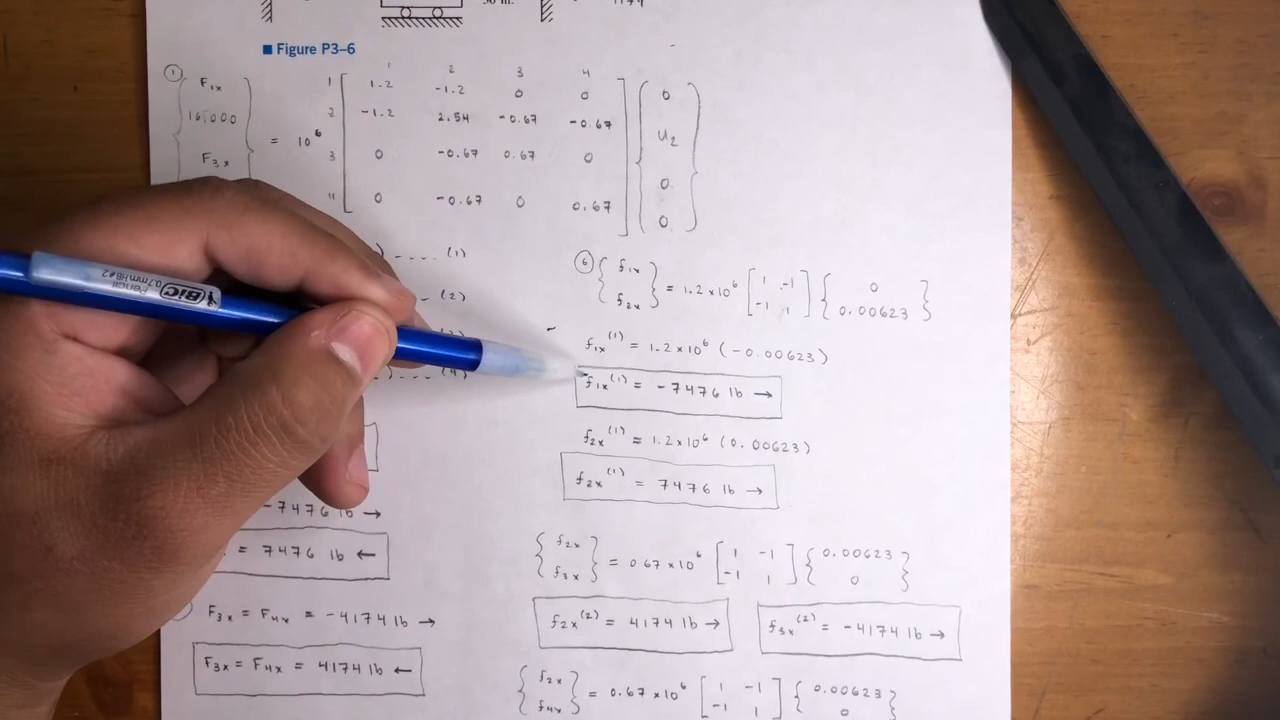 ■ Figure P3–6
① F1x
1 2 3 4
1 1.2 -1.2 0 0 0
16,000
2 -1.2 2.54 -0.67 -0.67 u2
= 10^6
F3x
3 0 -0.67 0.67 0 0
4 0 -0.67 0 0.67 0
) ---- (1)
-- (2)
) ---- (4)
⑥ { f1x f2x } = 1.2 x 10^6 [ 1 -1 -1 1 ] { 0 0.00623 }
f1x^(1) = 1.2 x 10^6 (-0.00623)
f1x^(1) = -7476 lb →
f2x^(1) = 1.2 x 10^6 (0.00623)
f2x^(1) = 7476 lb →
-7476 lb →
= 7476 lb ←
{ f2x f3x } = 0.67 x 10^6 [ 1 -1 -1 1 ] { 0.00623 0 }
F3x = F4x = -4174 lb →
f2x^(2) = 4174 lb → f3x^(2) = -4174 lb →
F3x = F4x = 4174 lb ←
{ f2x f4x } = 0.67 x 10^6 [ 1 -1 -1 1 ] { 0.00623 0 }
BIC
Pencil
0.7mm HB #2